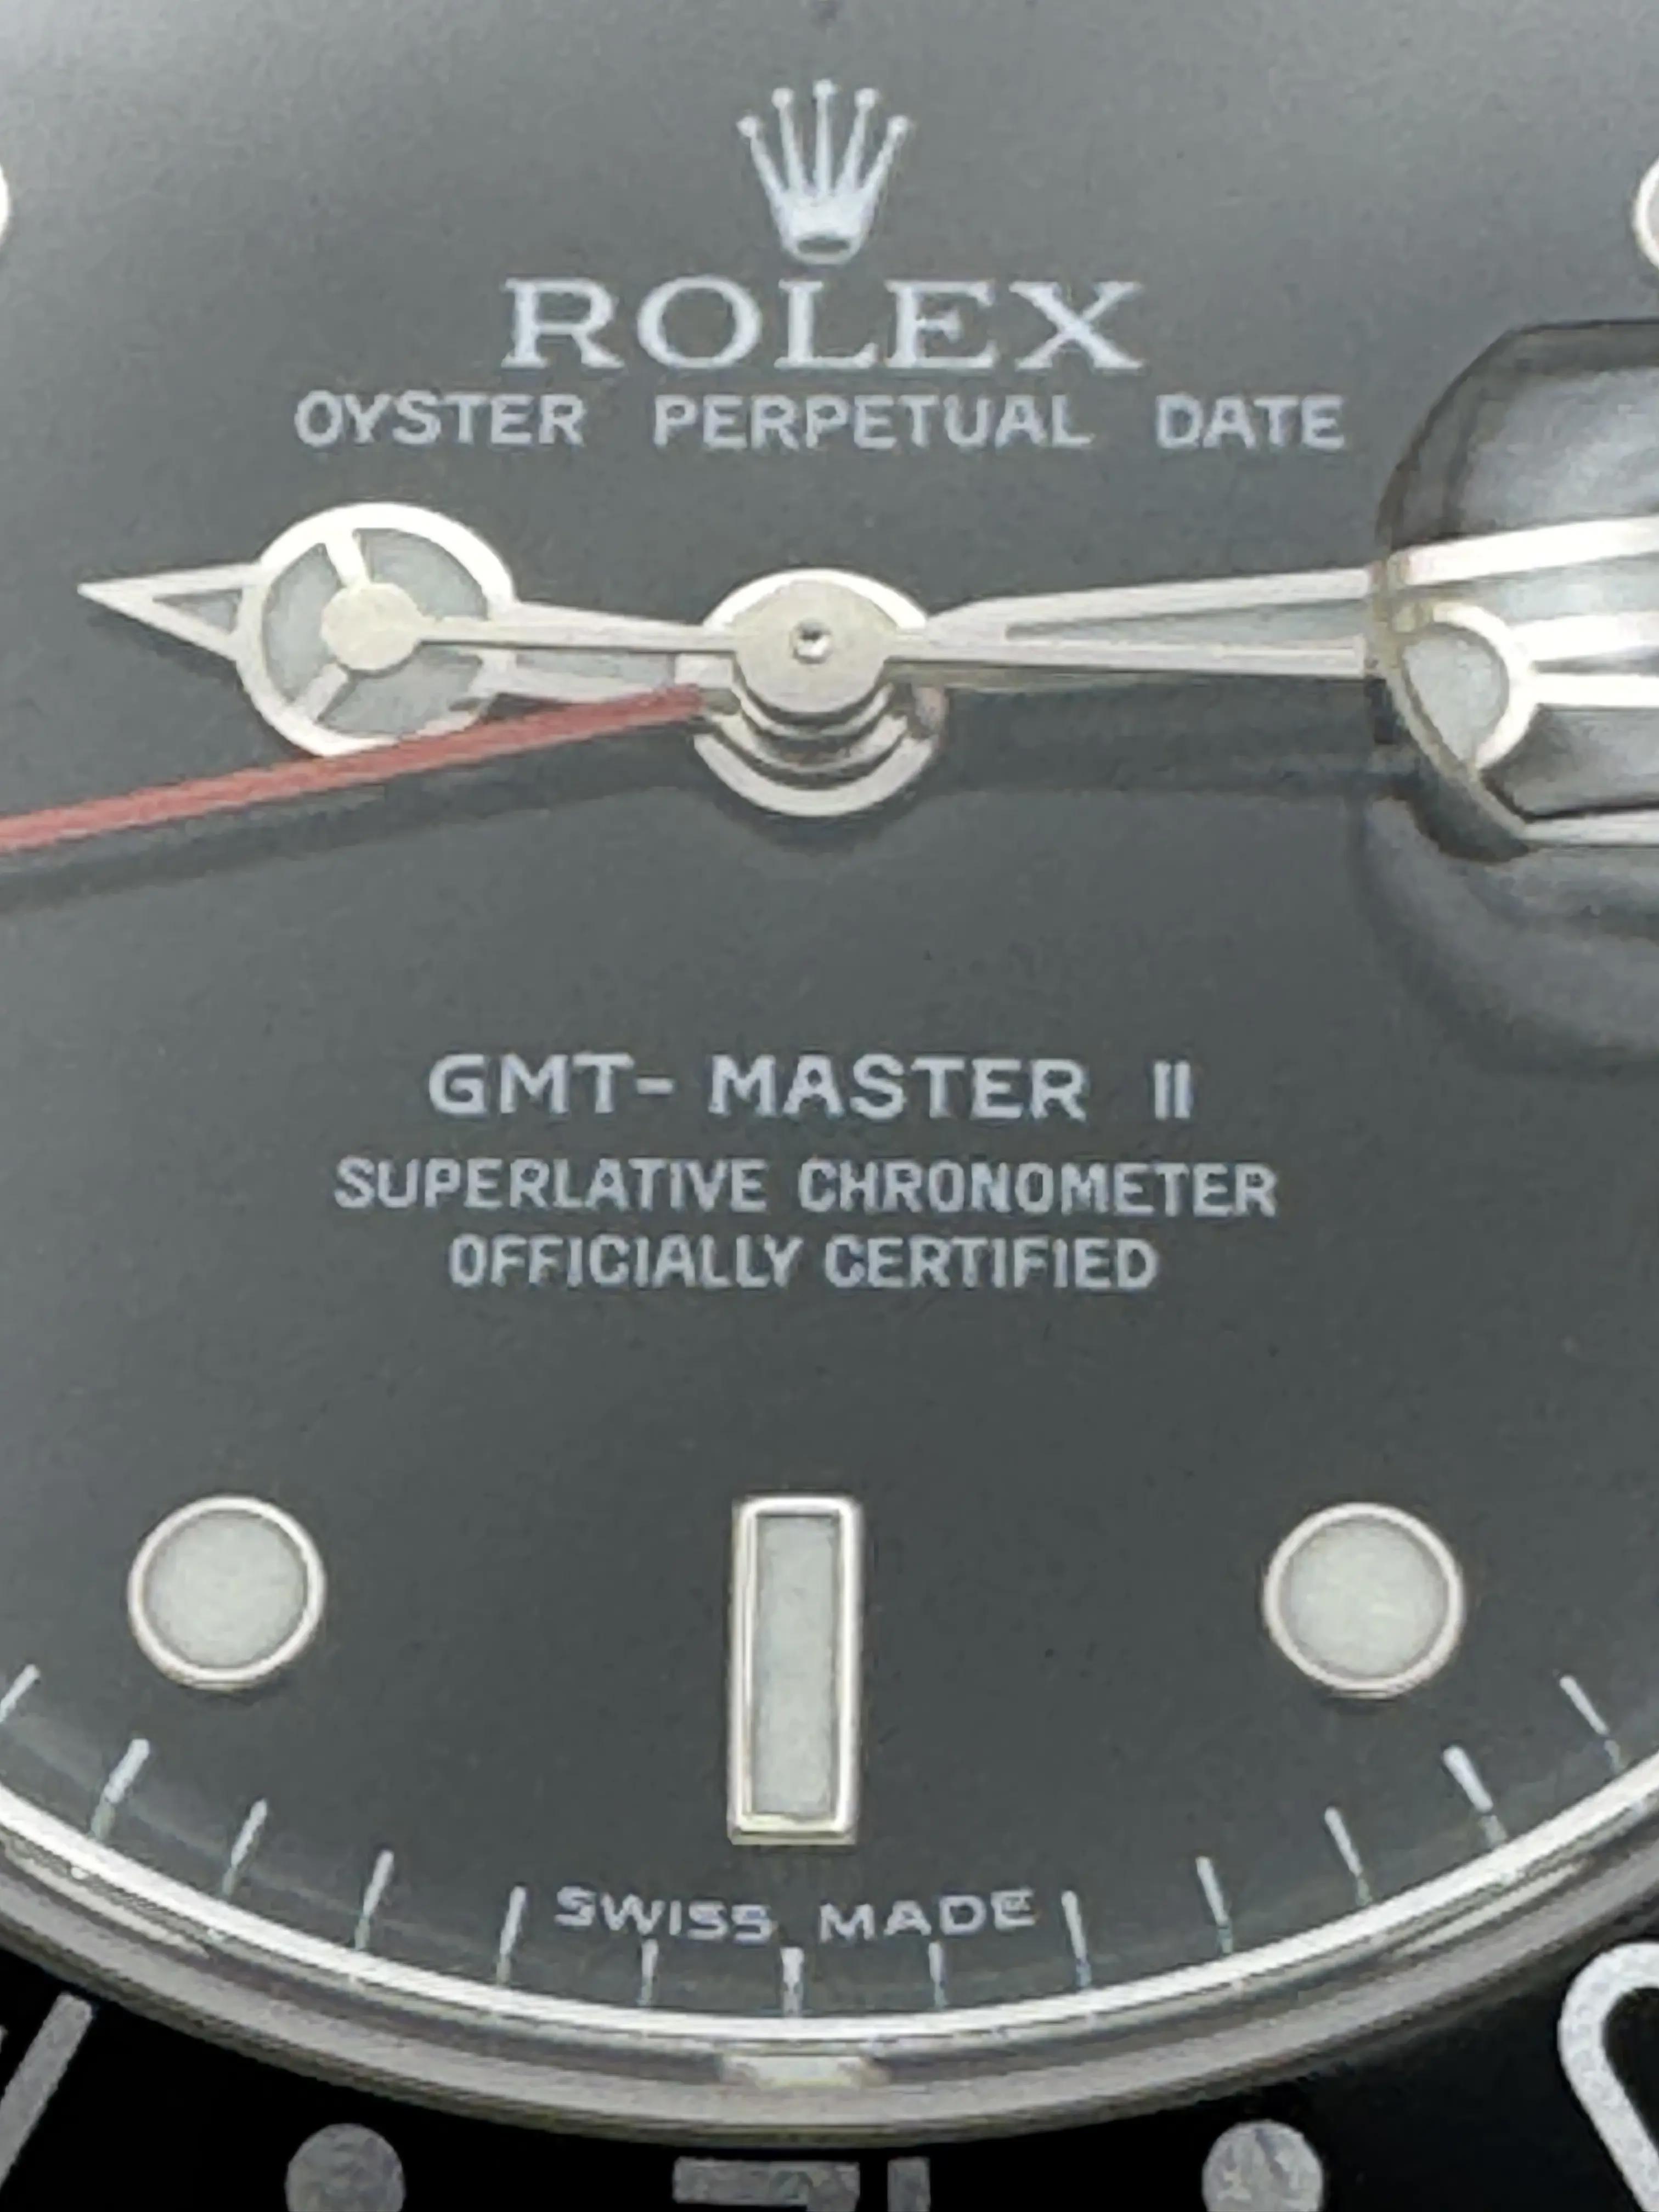 ROLEX
OYSTER PERPETUAL DATE
GMT- MASTER II
SUPERLATIVE CHRONOMETER
OFFICIALLY CERTIFIED
SWISS MADE